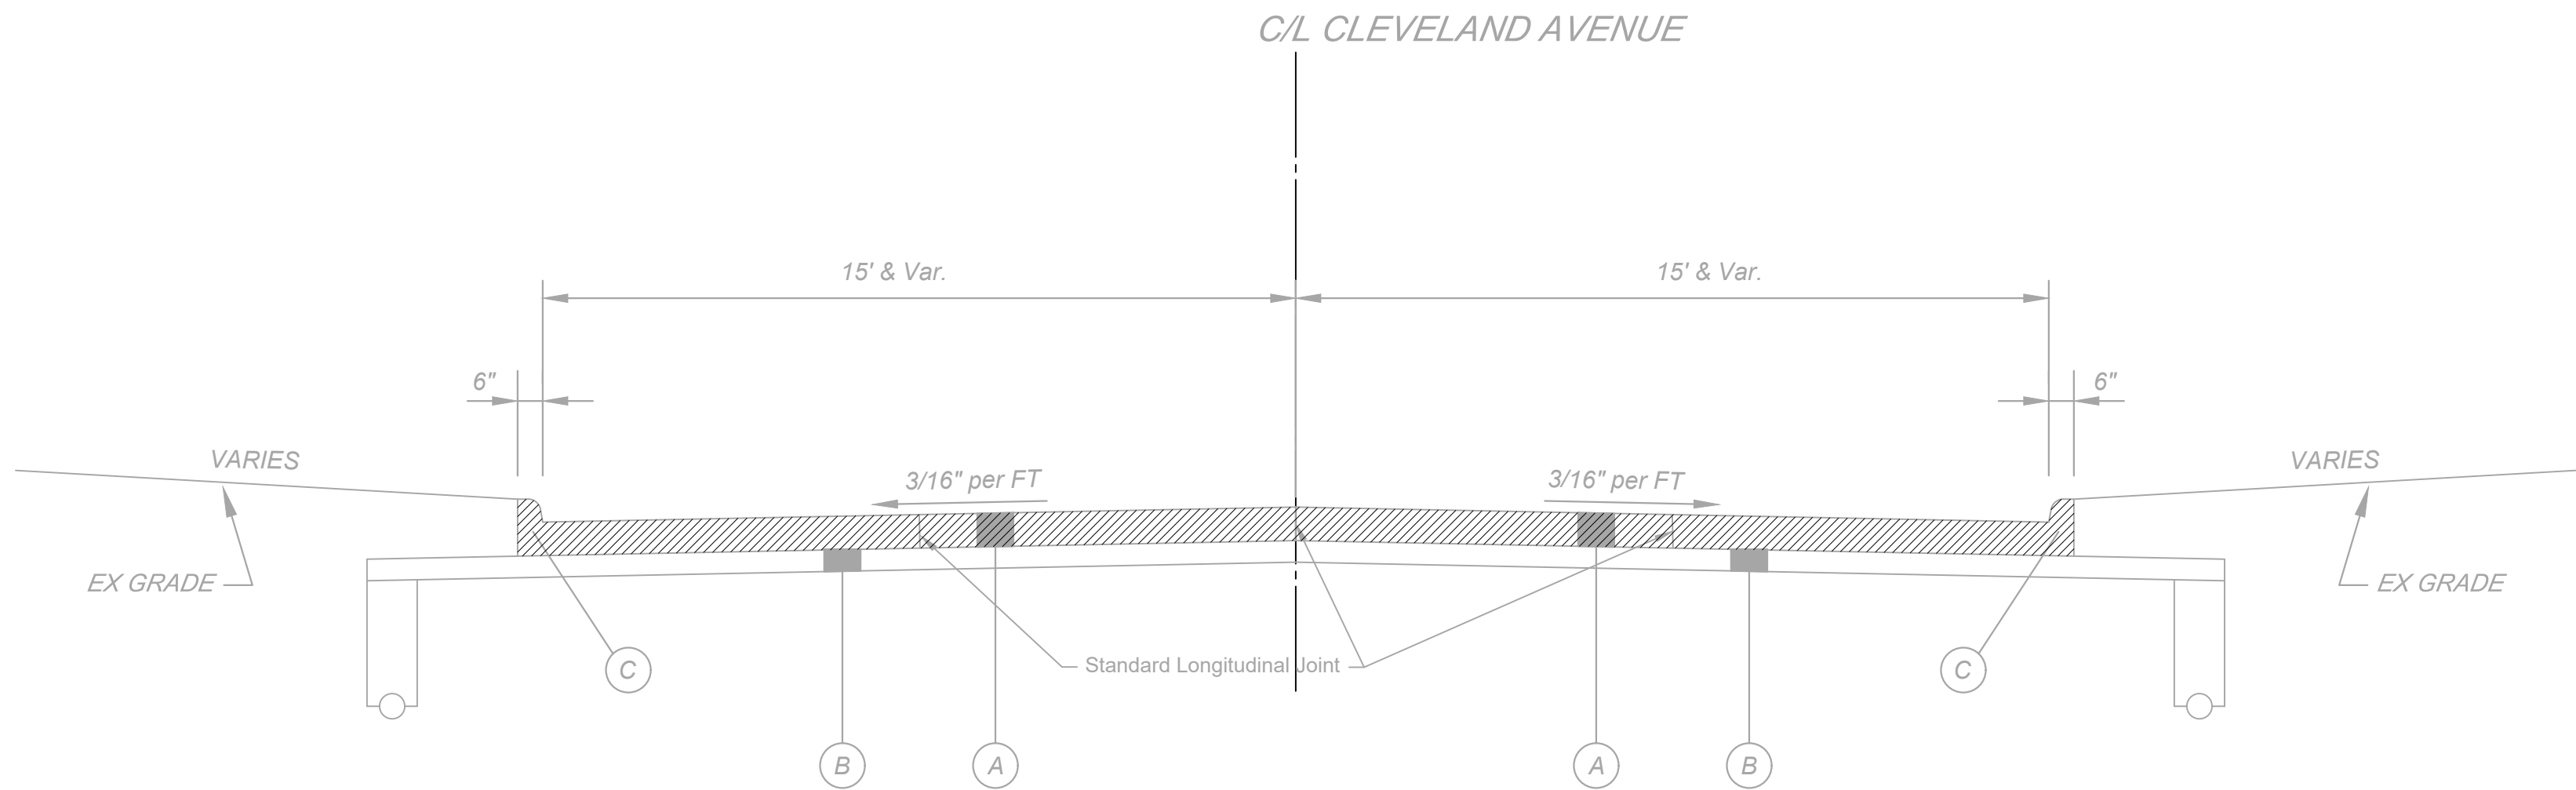 C/L CLEVELAND AVENUE
15' & Var.
15' & Var.
6"
6"
VARIES
VARIES
3/16" per FT
3/16" per FT
EX GRADE
EX GRADE
Standard Longitudinal Joint
C
C
B
A
A
B